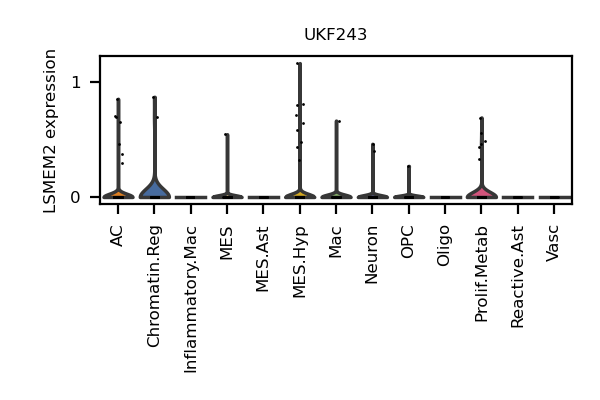 UKF243
LSMEM2 expression
1
0
AC
Chromatin.Reg
Inflammatory.Mac
MES
MES.Ast
MES.Hyp
Mac
Neuron
OPC
Oligo
Prolif.Metab
Reactive.Ast
Vasc